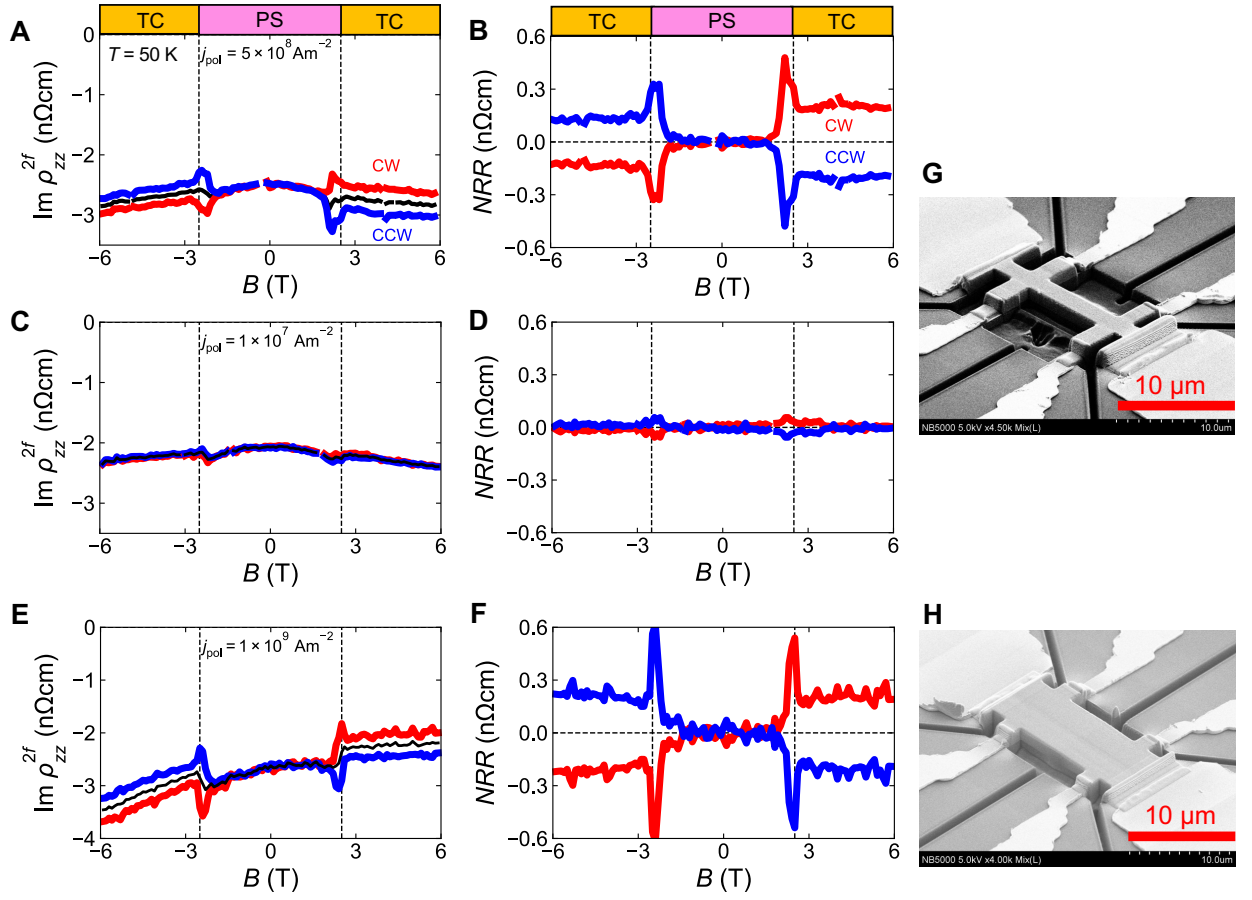 TC PS TC
A
T = 50 K
j_pol = 5 × 10⁸ Am⁻²
0
−1
−2
−3
Im ρ_zz^2f (nΩcm)
CW
CCW
−6 −3 0 3 6
B (T)
TC PS TC
B
0.6
0.3
0.0
−0.3
−0.6
NRR (nΩcm)
CW
CCW
−6 −3 0 3 6
B (T)
C
j_pol = 1 × 10⁷ Am⁻²
0
−1
−2
−3
Im ρ_zz^2f (nΩcm)
−6 −3 0 3 6
B (T)
D
0.6
0.3
0.0
−0.3
−0.6
NRR (nΩcm)
−6 −3 0 3 6
B (T)
E
j_pol = 1 × 10⁹ Am⁻²
0
−1
−2
−3
−4
Im ρ_zz^2f (nΩcm)
−6 −3 0 3 6
B (T)
F
0.6
0.3
0.0
−0.3
−0.6
NRR (nΩcm)
−6 −3 0 3 6
B (T)
G
10 μm
NB5000 5.0kV x4.50k Mix(L) 10.0um
H
10 μm
NB5000 5.0kV x4.00k Mix(L) 10.0um